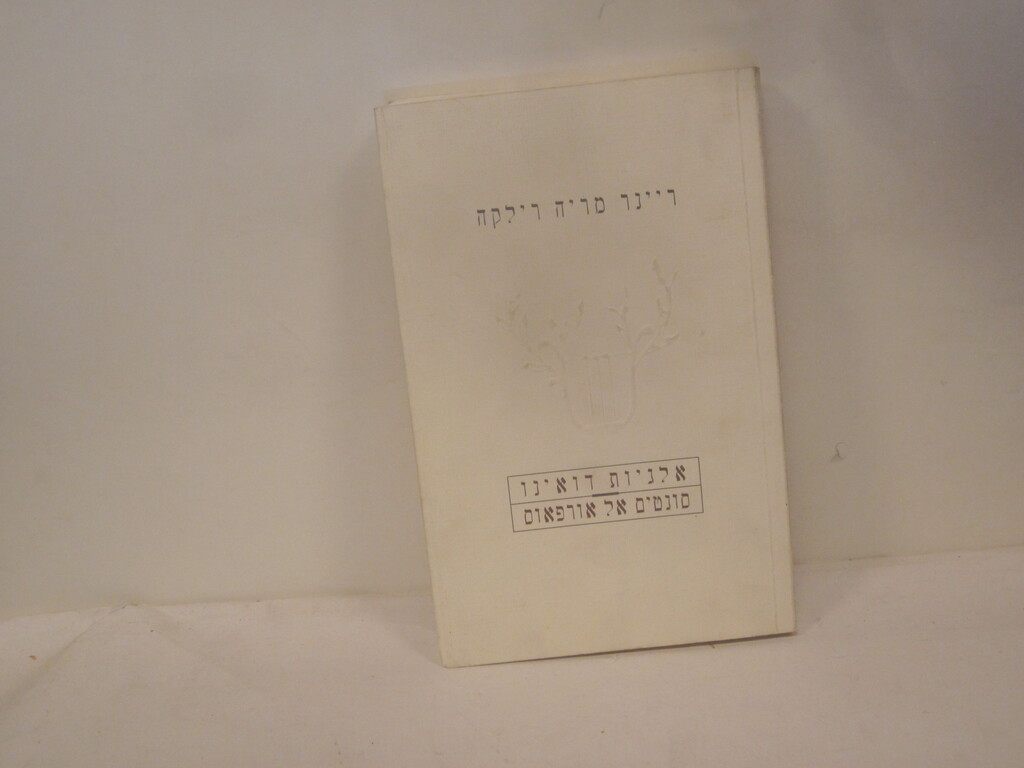 ריינר מריה רילקה
אלגיות דואינו
סונטים אל אורפאוס